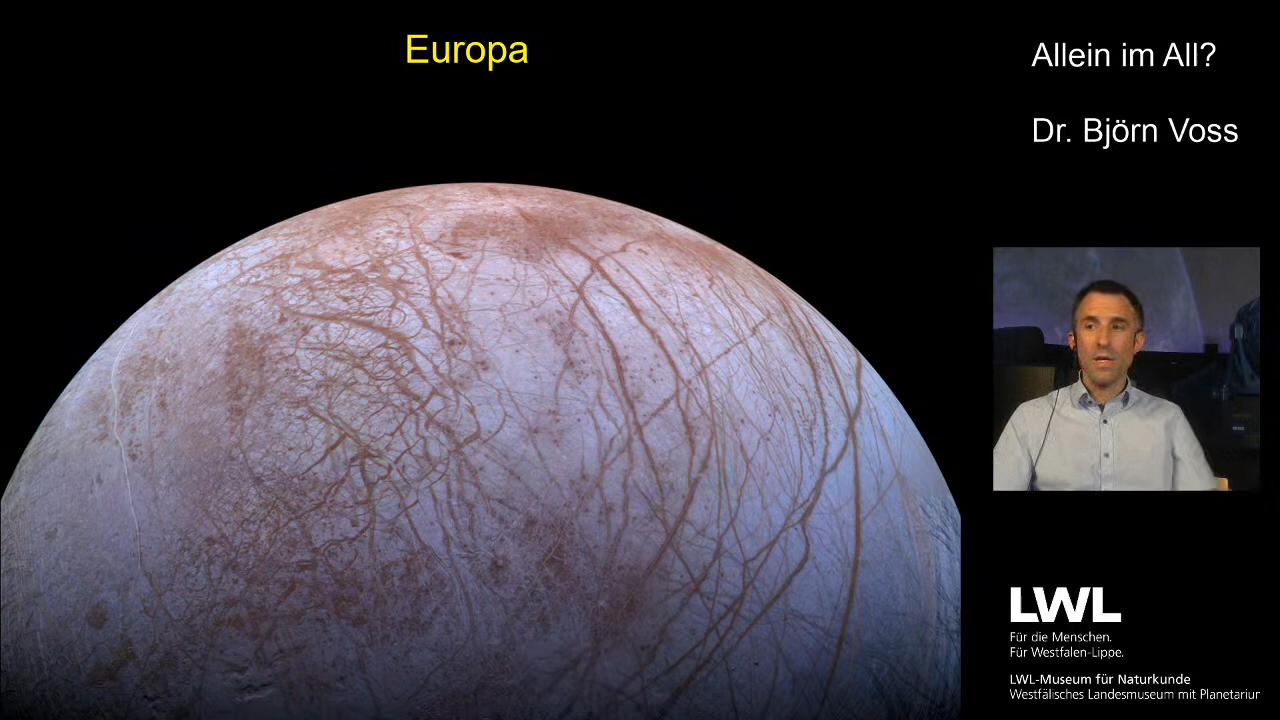 Europa
Allein im All?
Dr. Björn Voss
LWL
Für die Menschen.
Für Westfalen-Lippe.
LWL-Museum für Naturkunde
Westfälisches Landesmuseum mit Planetariur